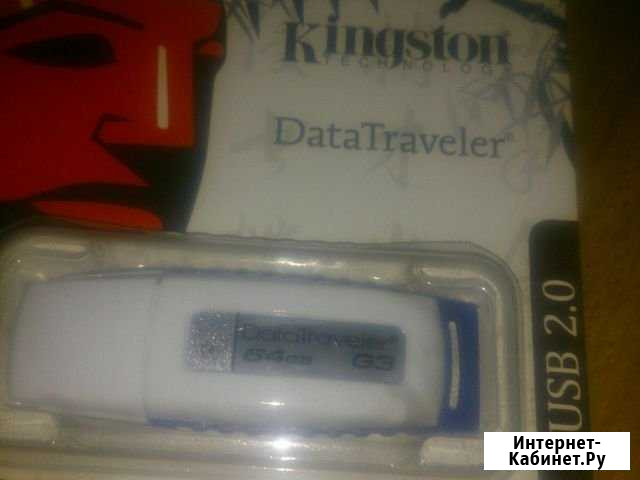 Kingston
TECHNOLOGY
DataTraveler®
DataTraveler®
64GB G3
USB 2.0
Интернет-
Кабинет.Ру